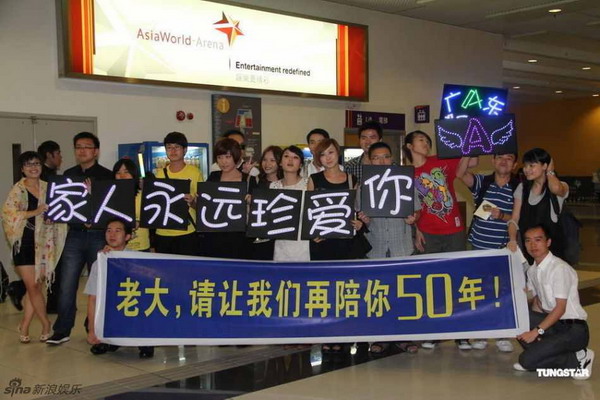 AsiaWorld-Arena
Entertainment redefined
广A东
A
家人永远珍爱你
老大,请让我们再陪你50年!
sina新浪娱乐
TUNGSTAR